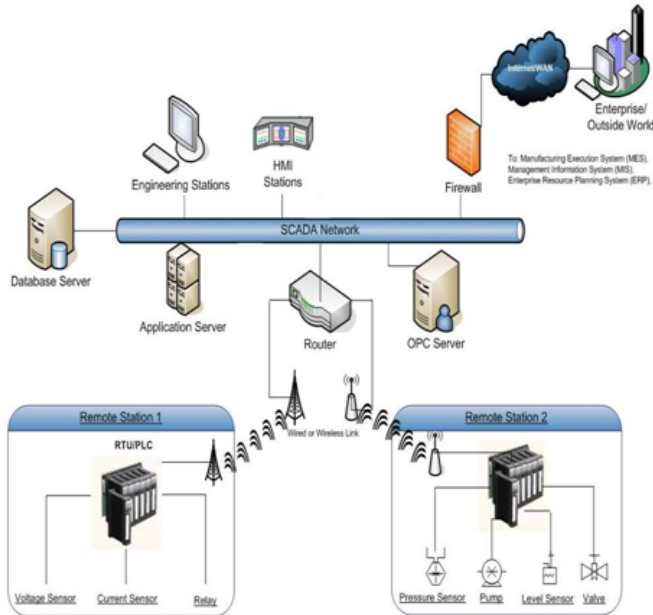 Internet/WAN
Enterprise/
Outside World
To: Manufacturing Execution System (MES),
Management Information System (MIS),
Enterprise Resource Planning System (ERP),
Engineering Stations
HMI
Stations
Firewall
SCADA Network
Database Server
Application Server
Router
OPC Server
Remote Station 1
Wired or Wireless Link
Remote Station 2
RTU/PLC
Voltage Sensor
Current Sensor
Relay
Pressure Sensor
Pump
Level Sensor
Valve